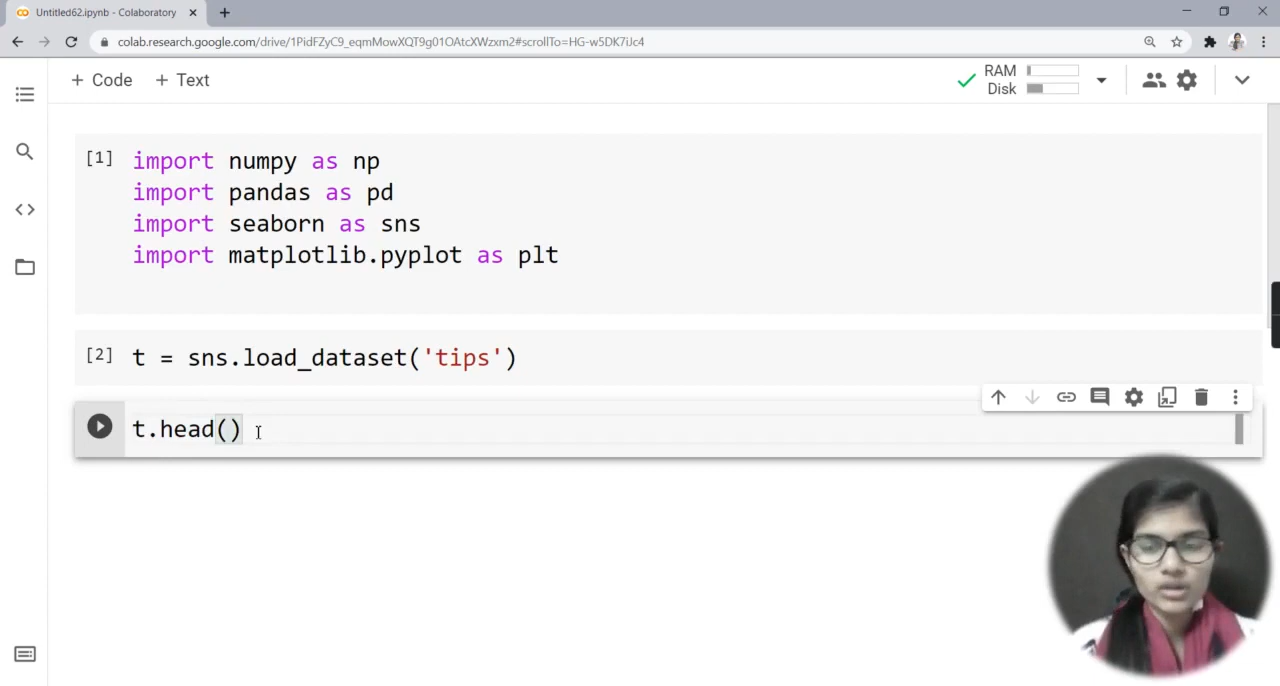 Untitled62.ipynb - Colaboratory
colab.research.google.com/drive/1PidFZyC9_eqmMowXQT9g01OAtcXWzxm2#scrollTo=HG-w5DK7iJc4
+ Code + Text
RAM
Disk
[1] import numpy as np
import pandas as pd
import seaborn as sns
import matplotlib.pyplot as plt
[2] t = sns.load_dataset('tips')
t.head()